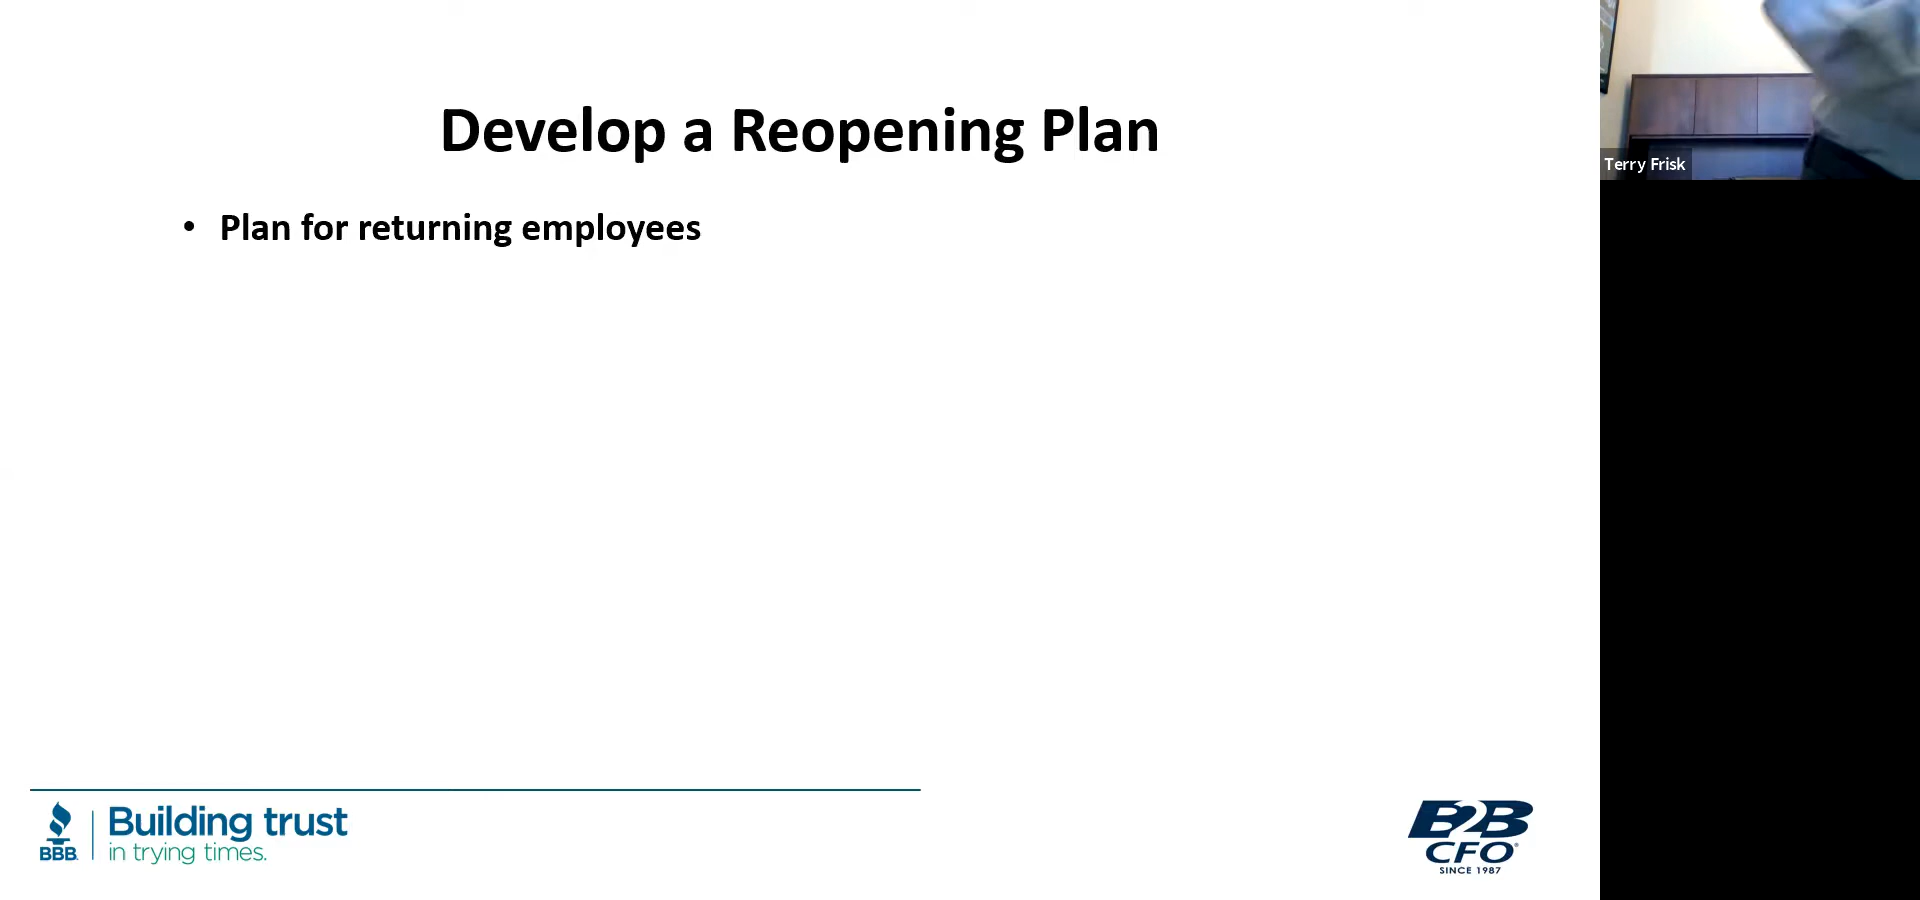 Develop a Reopening Plan
• Plan for returning employees
Terry Frisk
BBB.
Building trust
in trying times.
B2B
CFO®
SINCE 1987